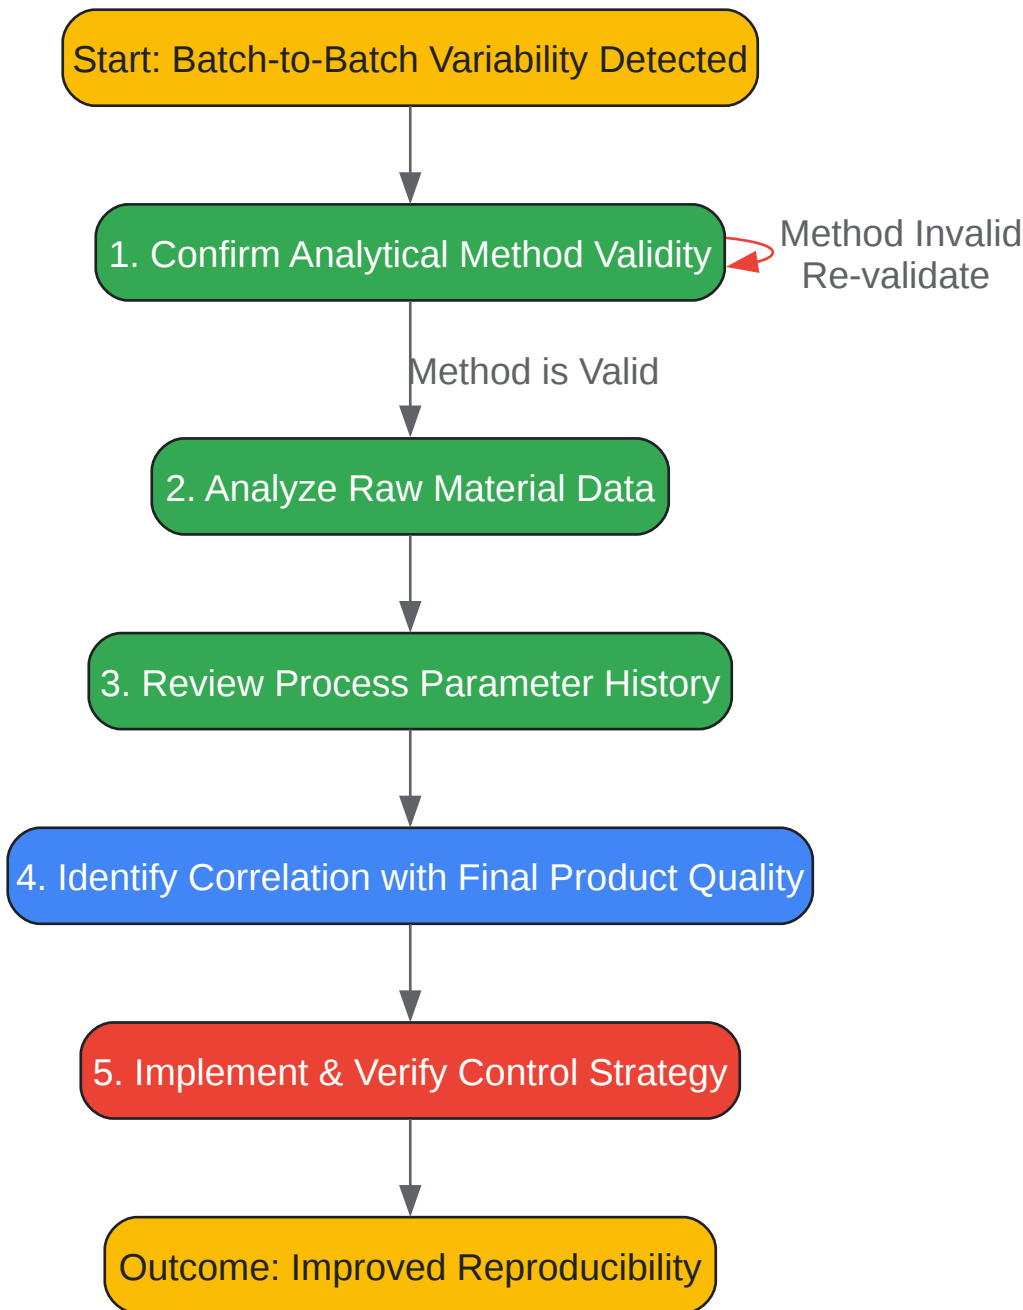 Start: Batch-to-Batch Variability Detected
1. Confirm Analytical Method Validity
Method Invalid
Re-validate
Method is Valid
2. Analyze Raw Material Data
3. Review Process Parameter History
4. Identify Correlation with Final Product Quality
5. Implement & Verify Control Strategy
Outcome: Improved Reproducibility